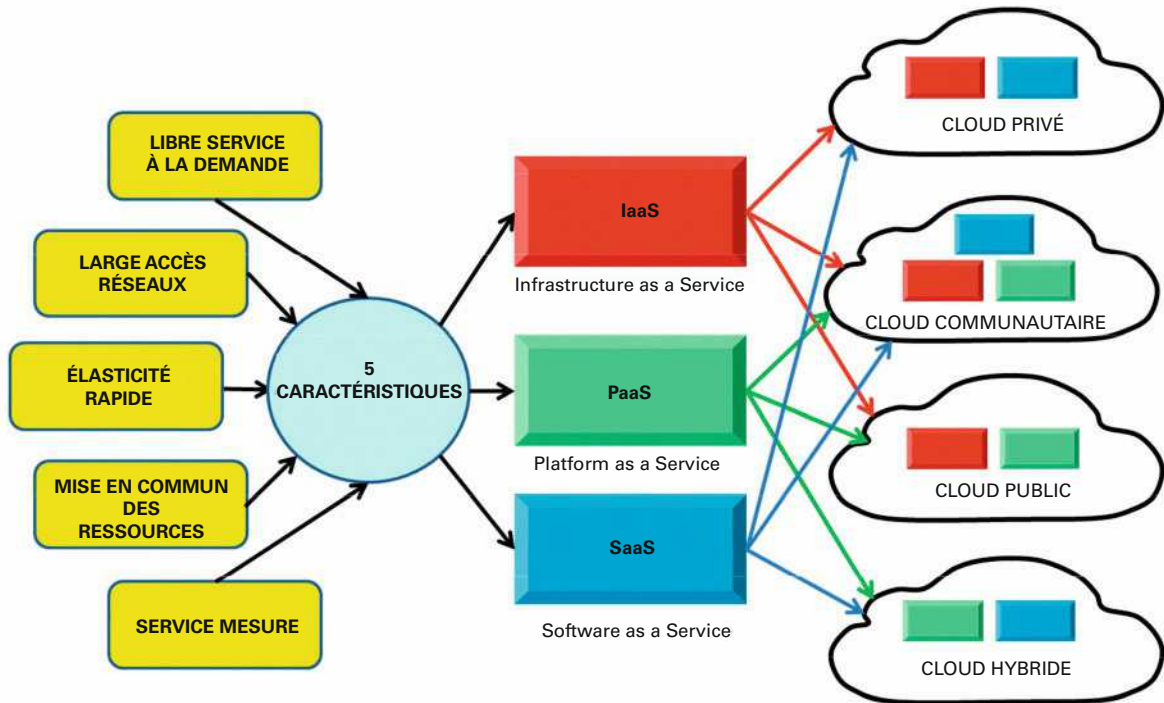 LIBRE SERVICE
À LA DEMANDE
LARGE ACCÈS
RÉSEAUX
ÉLASTICITÉ
RAPIDE
MISE EN COMMUN
DES
RESSOURCES
SERVICE MESURE
5
CARACTÉRISTIQUES
IaaS
Infrastructure as a Service
PaaS
Platform as a Service
SaaS
Software as a Service
CLOUD PRIVÉ
CLOUD COMMUNAUTAIRE
CLOUD PUBLIC
CLOUD HYBRIDE